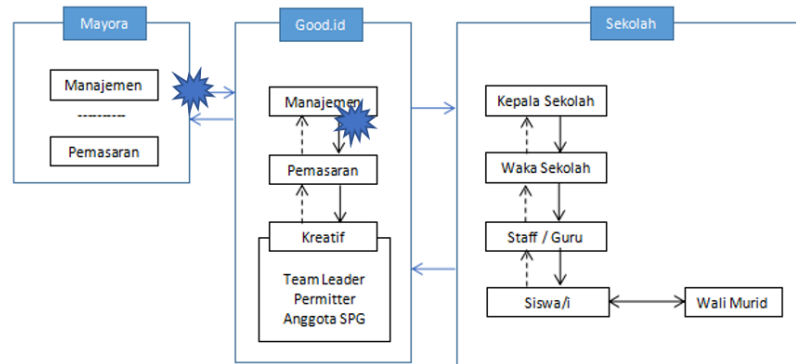 Mayora
Manajemen
----------
Pemasaran
Good.id
Manajemen
Pemasaran
Kreatif
Team Leader
Permitter
Anggota SPG
Sekolah
Kepala Sekolah
Waka Sekolah
Staff / Guru
Siswa/i
Wali Murid